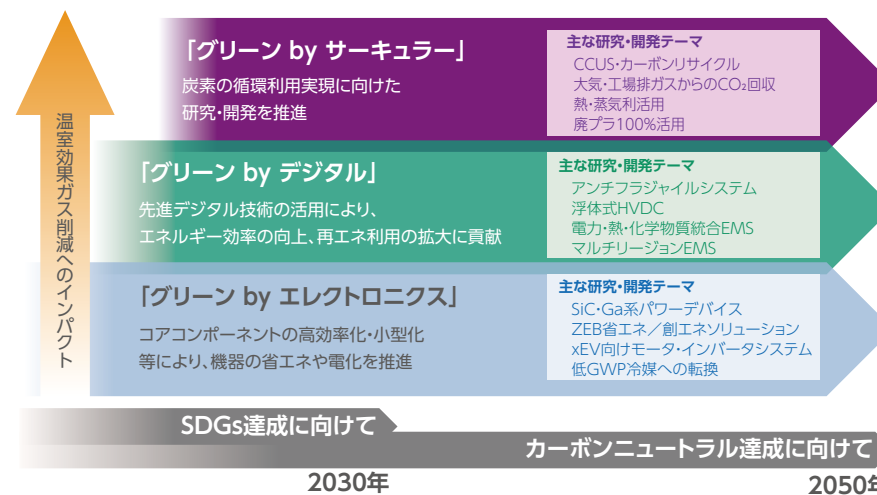 温室効果ガス削減へのインパクト
「グリーン by サーキュラー」
炭素の循環利用実現に向けた
研究・開発を推進
主な研究・開発テーマ
CCUS・カーボンリサイクル
大気・工場排ガスからのCO₂回収
熱・蒸気利活用
廃プラ100%活用
「グリーン by デジタル」
先進デジタル技術の活用により、
エネルギー効率の向上、再エネ利用の拡大に貢献
主な研究・開発テーマ
アンチフラジャイルシステム
浮体式HVDC
電力・熱・化学物質統合EMS
マルチリージョンEMS
「グリーン by エレクトロニクス」
コアコンポーネントの高効率化・小型化
等により、機器の省エネや電化を推進
主な研究・開発テーマ
SiC・Ga系パワーデバイス
ZEB省エネ／創エネソリューション
xEV向けモータ・インバータシステム
低GWP冷媒への転換
SDGs達成に向けて
カーボンニュートラル達成に向けて
2030年
2050年